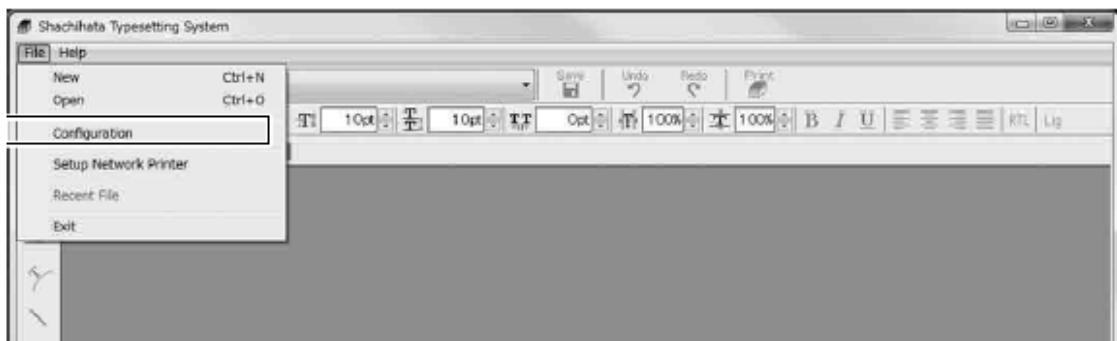 Shachihata Typesetting System
File Help
New Ctrl+N
Open Ctrl+O
Configuration
Setup Network Printer
Recent File
Exit
Save Undo Redo Print
10pt 10pt 0pt 100% 100% B I U RTL Lig